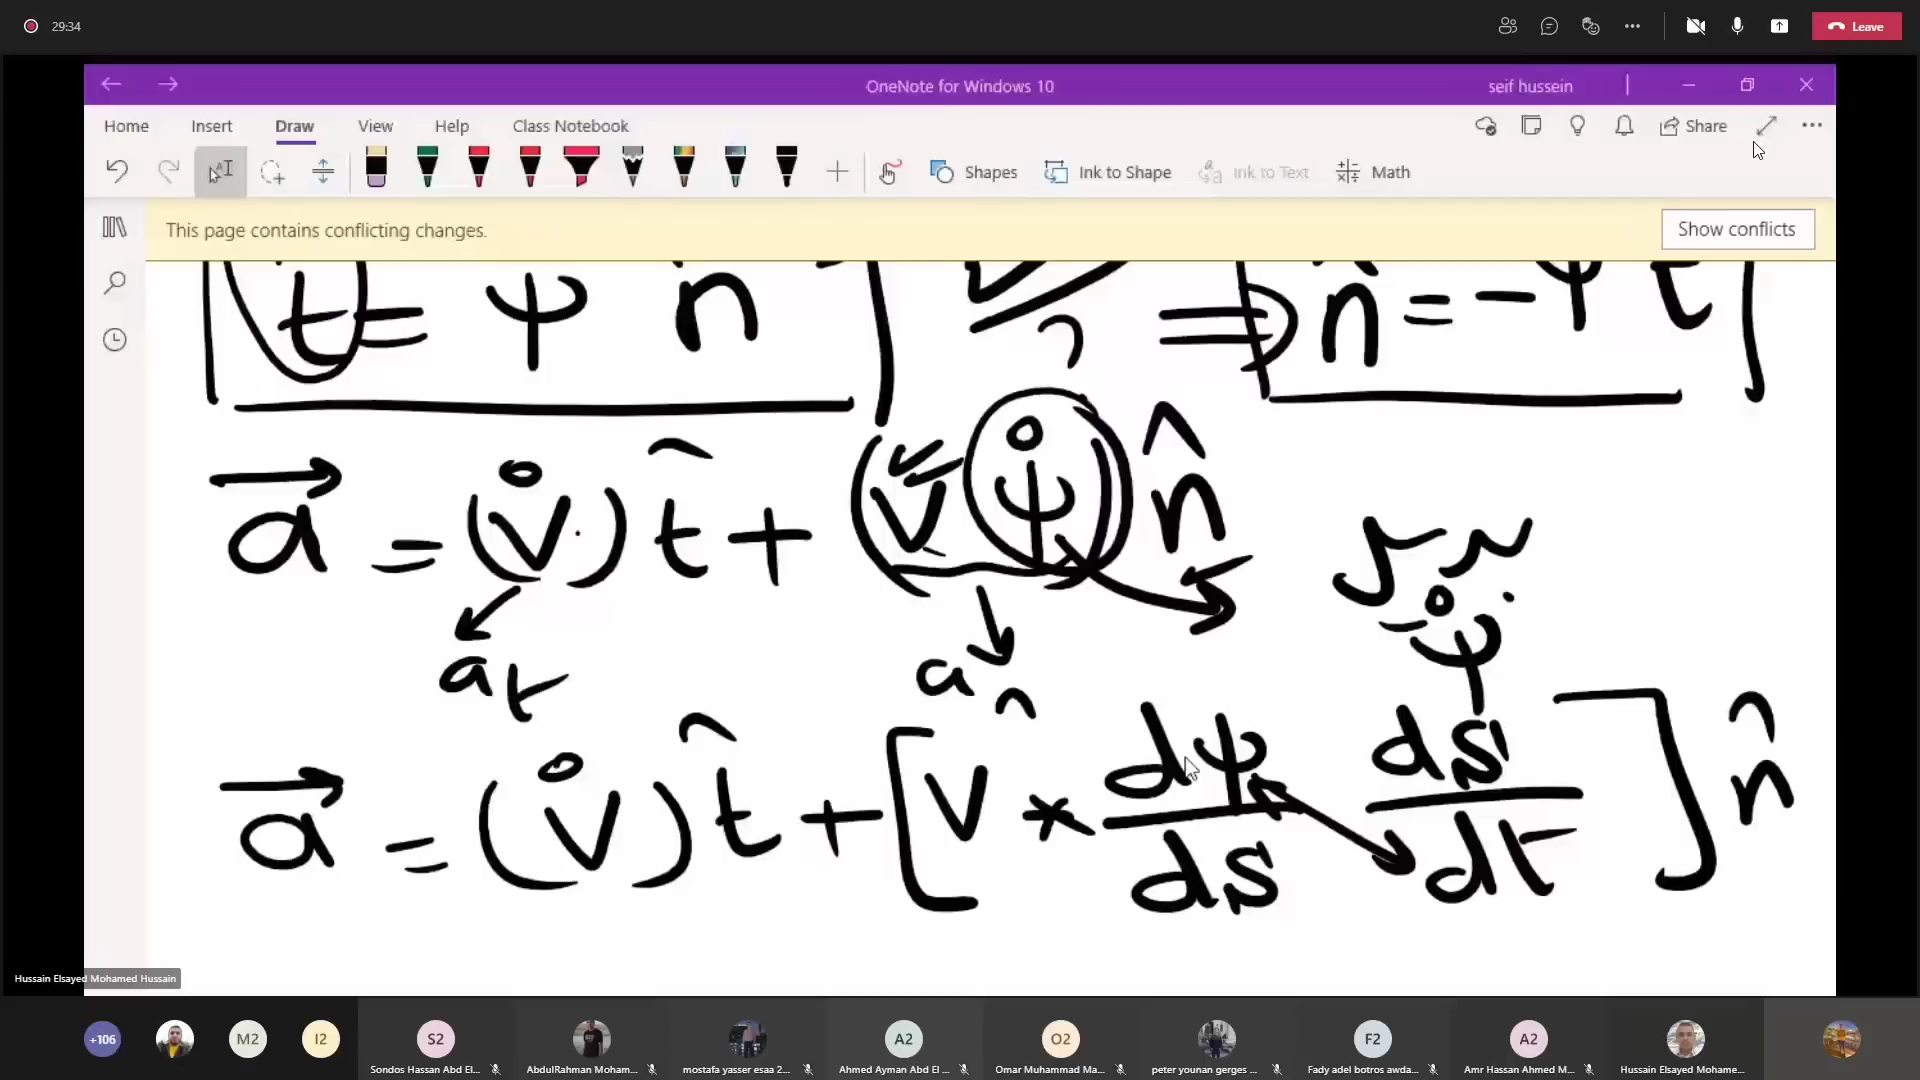 29:34
Leave
OneNote for Windows 10
seif hussein
Home Insert Draw View Help Class Notebook
Share
Shapes Ink to Shape Ink to Text Math
This page contains conflicting changes.
Show conflicts
t = ψ n ⇒ n = - ψ t
a = (v̇) t̂ + (v ψ̇) n̂
a t
a n
ψ̇
a = (v̇) t̂ + [v * dψ/ds ds/dt] n̂
Hussain Elsayed Mohamed Hussain
+106 M2 I2 S2 A2 O2 F2 A2
Sondos Hassan Abd El... AbdulRahman Moham... mostafa yasser esaa 2... Ahmed Ayman Abd El ... Omar Muhammad Ma... peter younan gerges ... Fady adel botros awda... Amr Hassan Ahmed M... Hussain Elsayed Mohame...